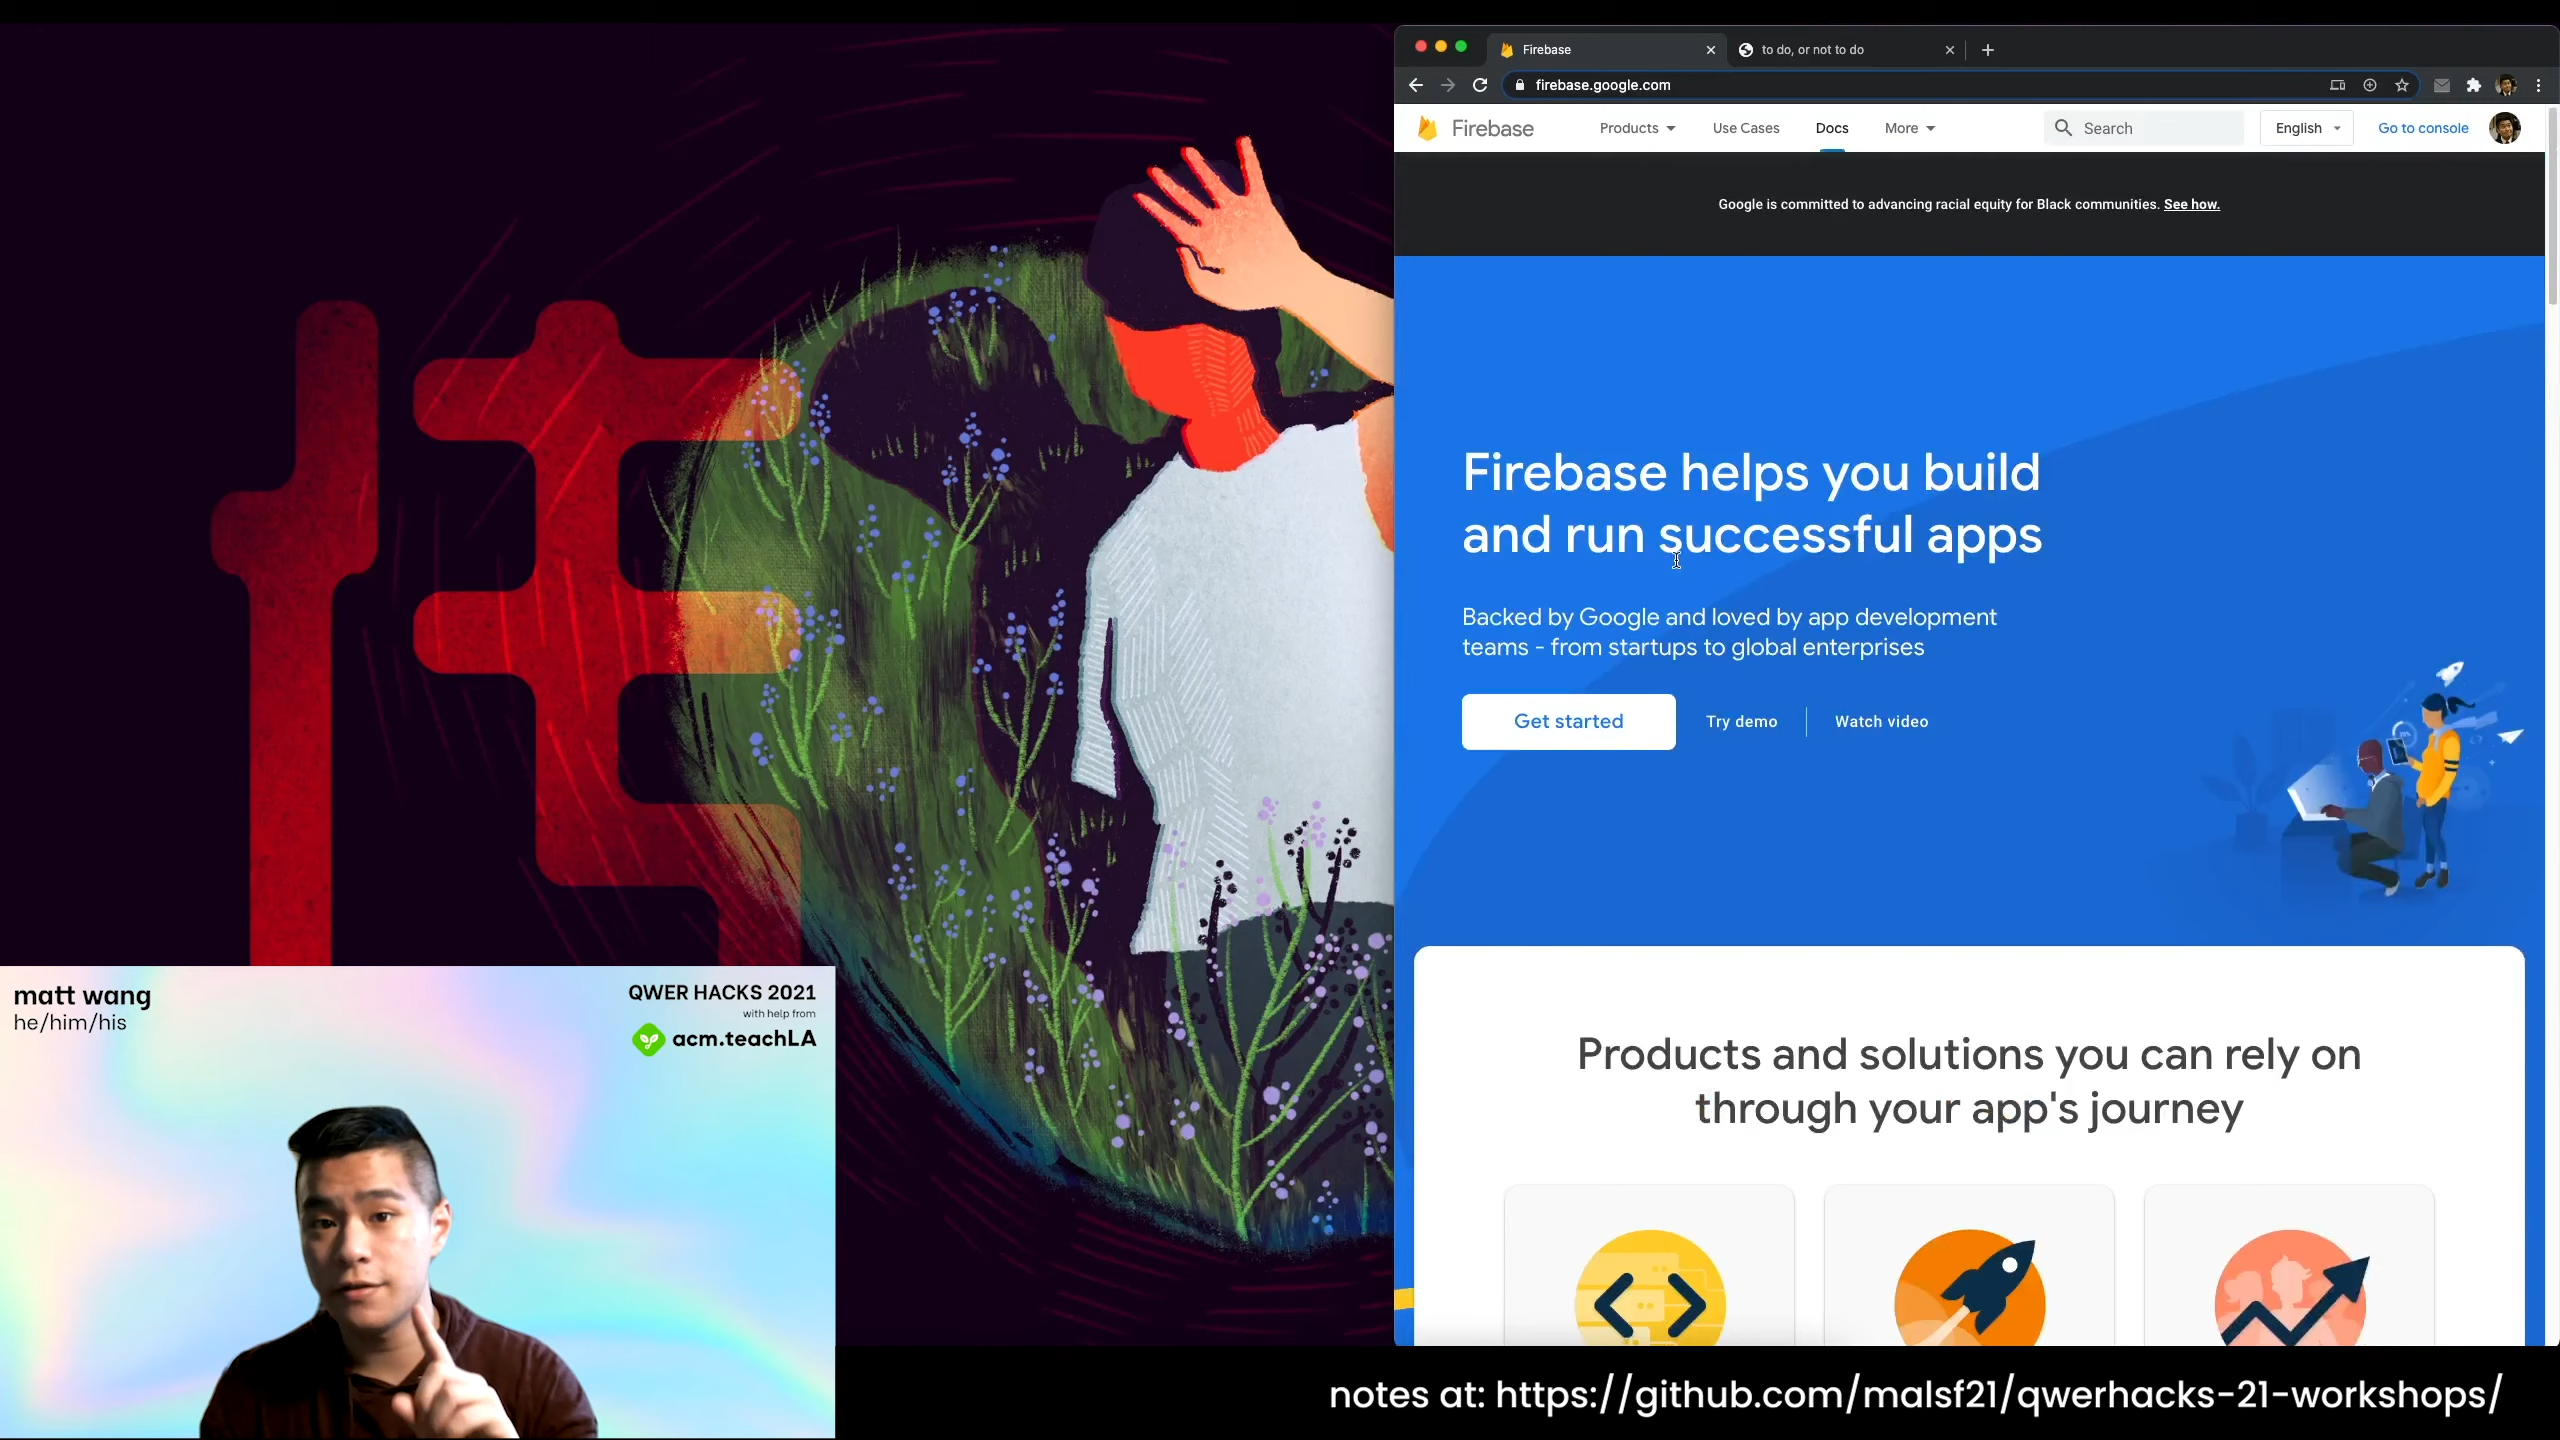 Firebase
to do, or not to do
firebase.google.com
Firebase
Products
Use Cases
Docs
More
Search
English
Go to console
Google is committed to advancing racial equity for Black communities. See how.
Firebase helps you build
and run successful apps
Backed by Google and loved by app development
teams - from startups to global enterprises
Get started
Try demo
Watch video
Products and solutions you can rely on
through your app's journey
matt wang
he/him/his
QWER HACKS 2021
with help from
acm.teachLA
notes at: https://github.com/malsf21/qwerhacks-21-workshops/